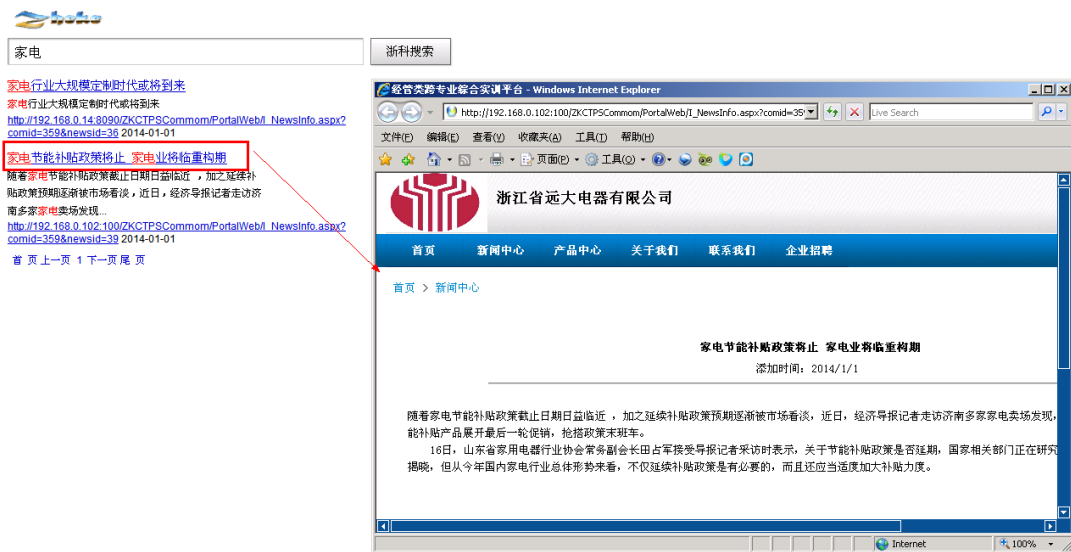 Zheke
家电
浙科搜索
家电行业大规模定制时代或将到来
家电行业大规模定制时代或将到来
http://192.168.0.14:8090/ZKCTPSCommom/PortalWeb/I_NewsInfo.aspx?
comid=359&newsid=36 2014-01-01
家电节能补贴政策将止 家电业将临重构期
随着家电节能补贴政策截止日期日益临近 ，加之延续补
贴政策预期逐渐被市场看淡，近日，经济导报记者走访济
南多家家电卖场发现...
http://192.168.0.102:100/ZKCTPSCommom/PortalWeb/I_NewsInfo.aspx?
comid=359&newsid=39 2014-01-01
首 页 上一页 1 下一页 尾 页
经管类跨专业综合实训平台 - Windows Internet Explorer
http://192.168.0.102:100/ZKCTPSCommom/PortalWeb/I_NewsInfo.aspx?comid=35
Live Search
文件(F) 编辑(E) 查看(V) 收藏夹(A) 工具(T) 帮助(H)
页面(P) 工具(O)
浙江省远大电器有限公司
首页 新闻中心 产品中心 关于我们 联系我们 企业招聘
首页 > 新闻中心
家电节能补贴政策将止 家电业将临重构期
添加时间：2014/1/1
随着家电节能补贴政策截止日期日益临近 ，加之延续补贴政策预期逐渐被市场看淡，近日，经济导报记者走访济南多家家电卖场发现，
能补贴产品展开最后一轮促销，抢搭政策末班车。
16日，山东省家用电器行业协会常务副会长田占军接受导报记者采访时表示，关于节能补贴政策是否延期，国家相关部门正在研究
揭晓，但从今年国内家电行业总体形势来看，不仅延续补贴政策是有必要的，而且还应当适度加大补贴力度。
Internet
100%